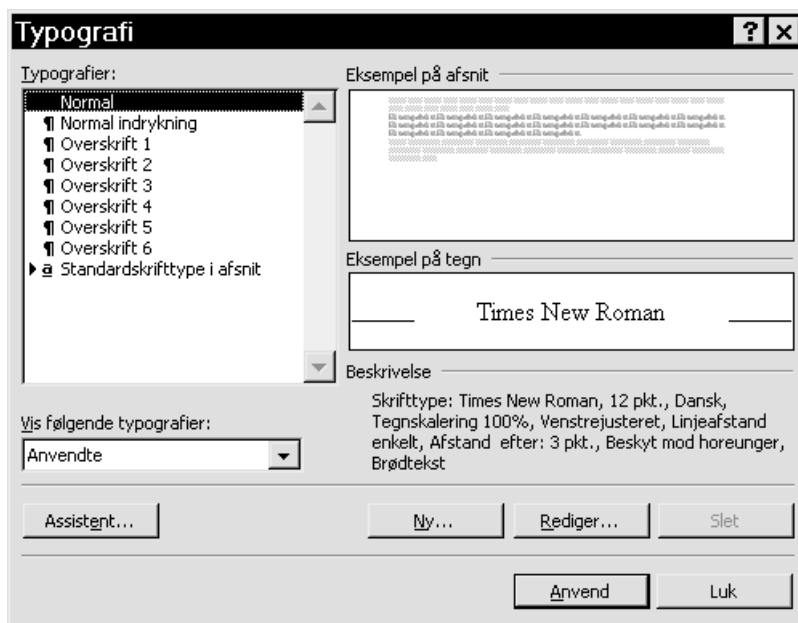 Typografi
Typografier:
Normal
¶ Normal indrykning
¶ Overskrift 1
¶ Overskrift 2
¶ Overskrift 3
¶ Overskrift 4
¶ Overskrift 5
¶ Overskrift 6
a Standardskrifttype i afsnit
Vis følgende typografier:
Anvendte
Eksempel på afsnit
Eksempel på tegn
Times New Roman
Beskrivelse
Skrifttype: Times New Roman, 12 pkt., Dansk,
Tegnskalering 100%, Venstrejusteret, Linjeafstand
enkelt, Afstand efter: 3 pkt., Beskyt mod horeunger,
Brødtekst
Assistent...
Ny...
Rediger...
Slet
Anvend
Luk